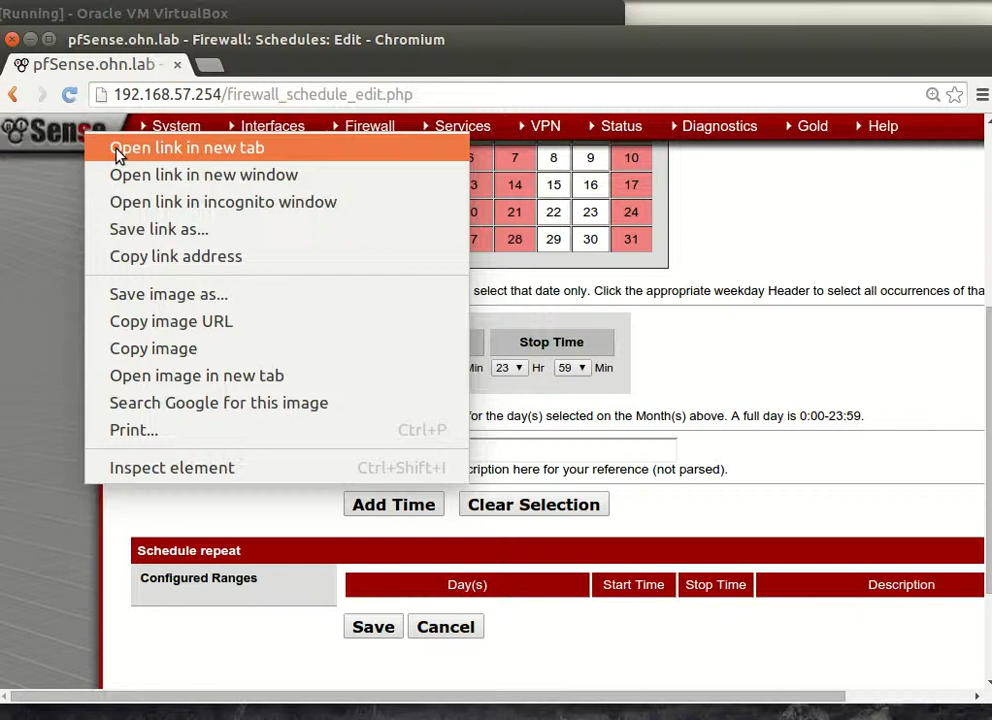 [Running] - Oracle VM VirtualBox
pfSense.ohn.lab - Firewall: Schedules: Edit - Chromium
pfSense.ohn.lab -
192.168.57.254/firewall_schedule_edit.php
Sense
System Interfaces Firewall Services VPN Status Diagnostics Gold Help
Open link in new tab
Open link in new window
Open link in incognito window
Save link as...
Copy link address
Save image as...
Copy image URL
Copy image
Open image in new tab
Search Google for this image
Print... Ctrl+P
Inspect element Ctrl+Shift+I
7 8 9 10
14 15 16 17
21 22 23 24
28 29 30 31
select that date only. Click the appropriate weekday Header to select all occurrences of tha
Stop Time
23 Hr 59 Min
for the day(s) selected on the Month(s) above. A full day is 0:00-23:59.
cription here for your reference (not parsed).
Add Time Clear Selection
Schedule repeat
Configured Ranges Day(s) Start Time Stop Time Description
Save Cancel